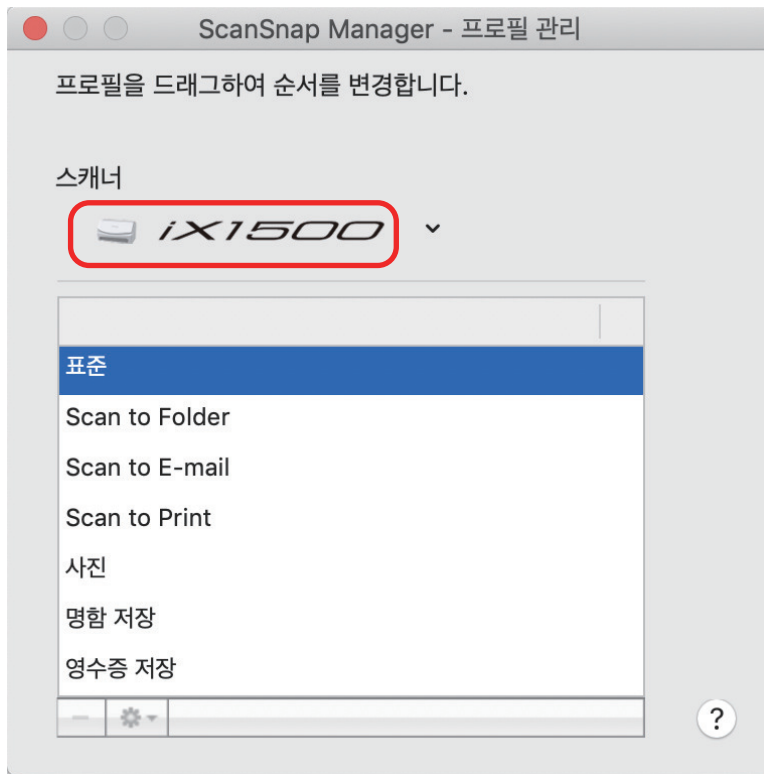 ScanSnap Manager - 프로필 관리
프로필을 드래그하여 순서를 변경합니다.
스캐너
iX1500
표준
Scan to Folder
Scan to E-mail
Scan to Print
사진
명함 저장
영수증 저장
?